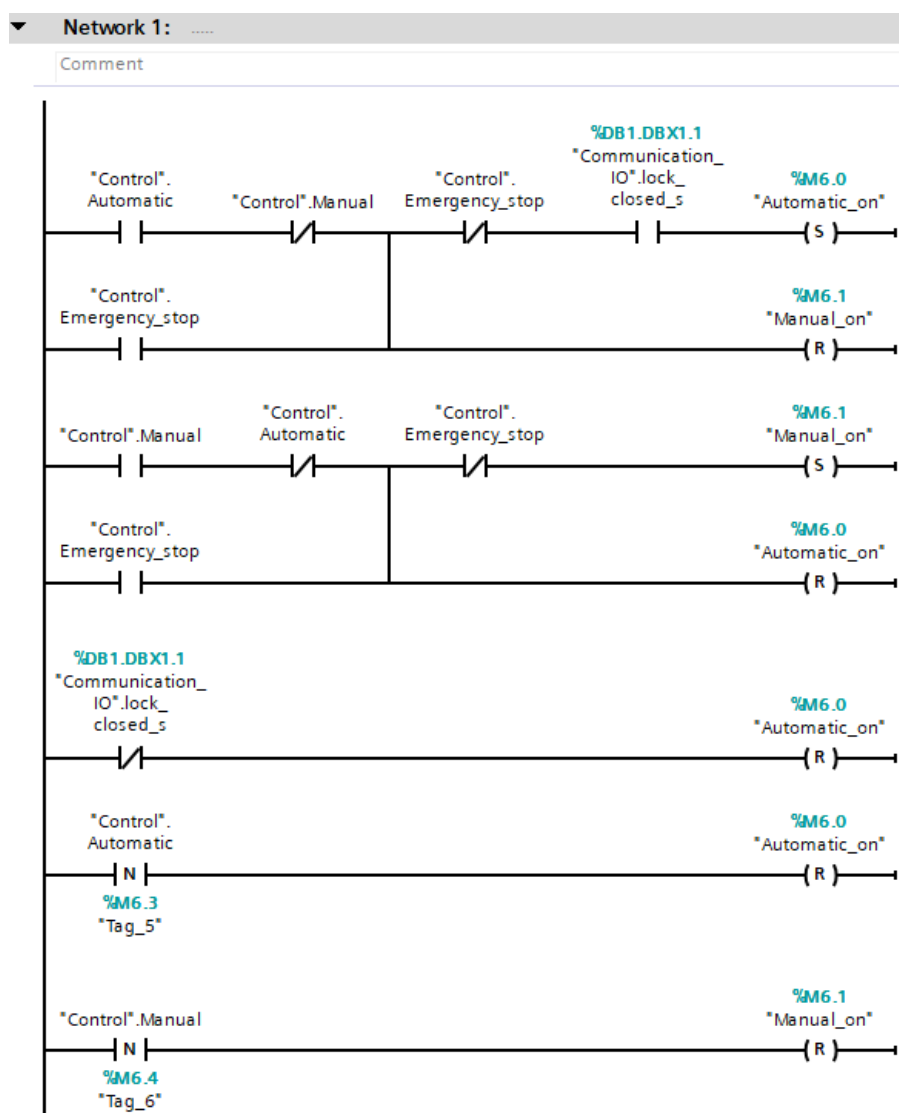 Network 1: .....
Comment
%DB1.DBX1.1
"Communication_
"Control".
"Control".
IO".lock_
%M6.0
Automatic
"Control".Manual
Emergency_stop
closed_s
"Automatic_on"
S
"Control".
%M6.1
Emergency_stop
"Manual_on"
R
"Control".
"Control".
%M6.1
"Control".Manual
Automatic
Emergency_stop
"Manual_on"
S
"Control".
%M6.0
Emergency_stop
"Automatic_on"
R
%DB1.DBX1.1
"Communication_
IO".lock_
%M6.0
closed_s
"Automatic_on"
R
"Control".
%M6.0
Automatic
"Automatic_on"
N
R
%M6.3
"Tag_5"
%M6.1
"Control".Manual
"Manual_on"
N
R
%M6.4
"Tag_6"